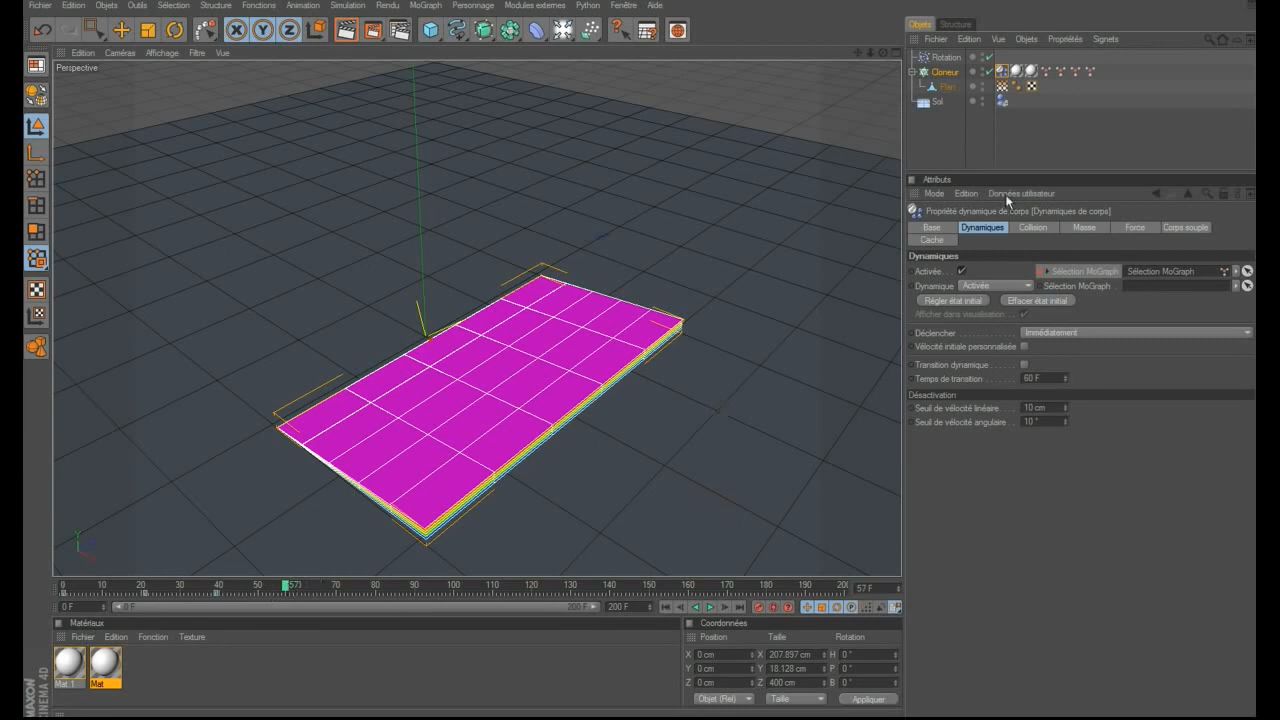 Fichier Edition Objets Outils Sélection Structure Fonctions Animation Simulation Rendu MoGraph Personnage Modules externes Python Fenêtre Aide
X Y Z
Objets Structure
Fichier Edition Vue Objets Propriétés Signets
Edition Caméras Affichage Filtre Vue
Perspective
Rotation
Cloneur
Plan
Sol
Attributs
Mode Edition Données utilisateur
Propriété dynamique de corps [Dynamiques de corps]
Base Dynamiques Collision Masse Force Corps souple
Cache
Dynamiques
Activée Sélection MoGraph Sélection MoGraph
Dynamique Activée Sélection MoGraph
Régler état initial Effacer état initial
Afficher dans visualisation
Déclencher Immédiatement
Vélocité initiale personnalisée
Transition dynamique
Temps de transition 60 F
Désactivation
Seuil de vélocité linéaire 10 cm
Seuil de vélocité angulaire 10 °
Y
0 10 20 30 40 50 573 70 80 90 100 110 120 130 140 150 160 170 180 190 20 57 F
0 F 0 F 200 F 200 F
Matériaux
Fichier Edition Fonction Texture
Mat 1 Mat
MAXON CINEMA 4D
Coordonnées
Position Taille Rotation
X 0 cm X 207.897 cm H 0 °
Y 0 cm Y 18.128 cm P 0 °
Z 0 cm Z 400 cm B 0 °
Objet (Rel) Taille Appliquer